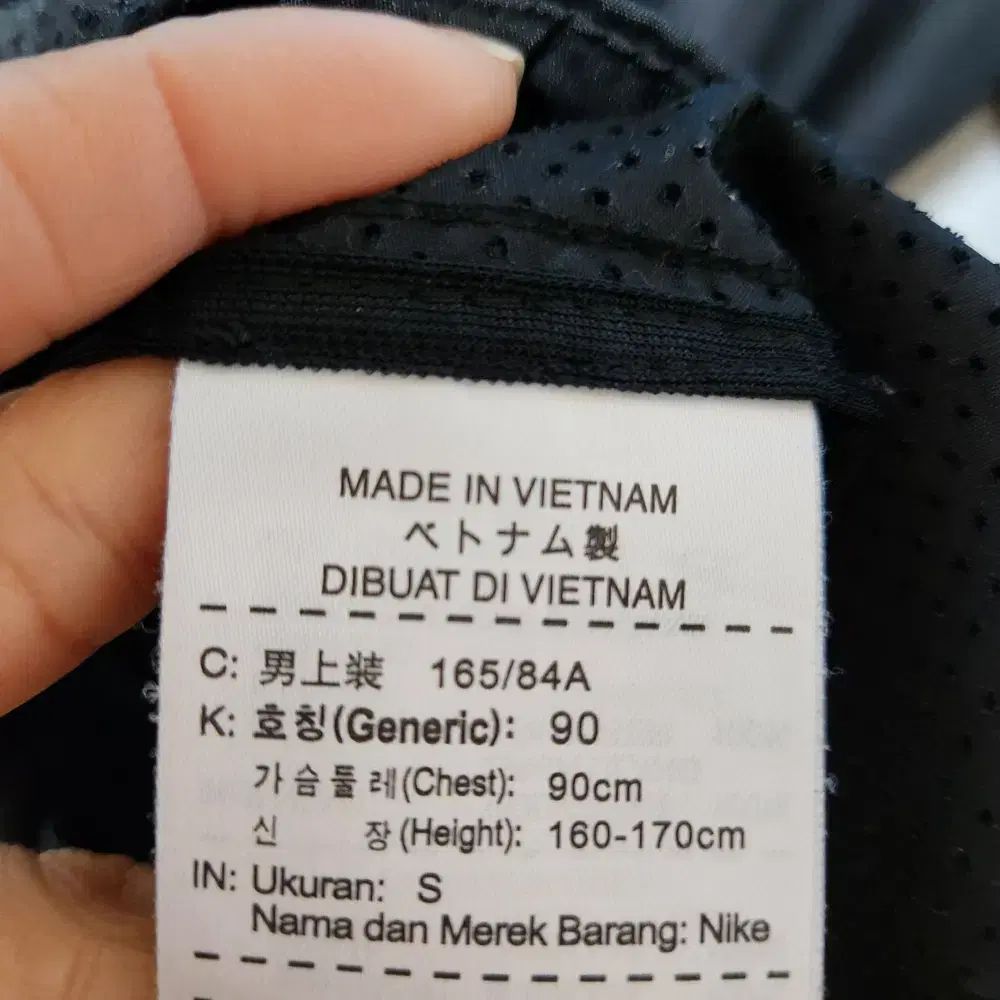 MADE IN VIETNAM
ベトナム製
DIBUAT DI VIETNAM
C: 男上装 165/84A
K: 호칭(Generic): 90
가슴둘레(Chest): 90cm
신 장(Height): 160-170cm
IN: Ukuran: S
Nama dan Merek Barang: Nike